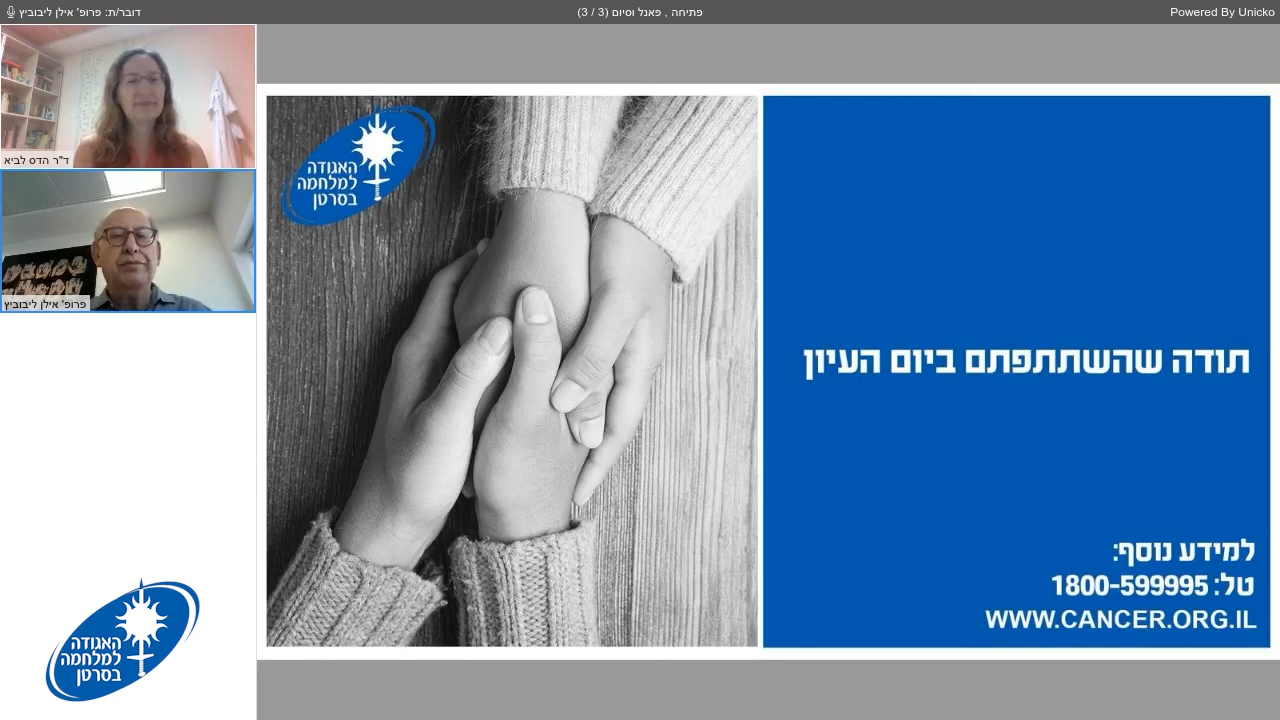 דובר/ת: פרופ' אילן ליבוביץ
פתיחה , פאנל וסיום (3 / 3)
Powered By Unicko
ד"ר הדס לביא
פרופ' אילן ליבוביץ
האגודה
למלחמה
בסרטן
האגודה
למלחמה
בסרטן
תודה שהשתתפתם ביום העיון
למידע נוסף:
טל: 1800-599995
WWW.CANCER.ORG.IL